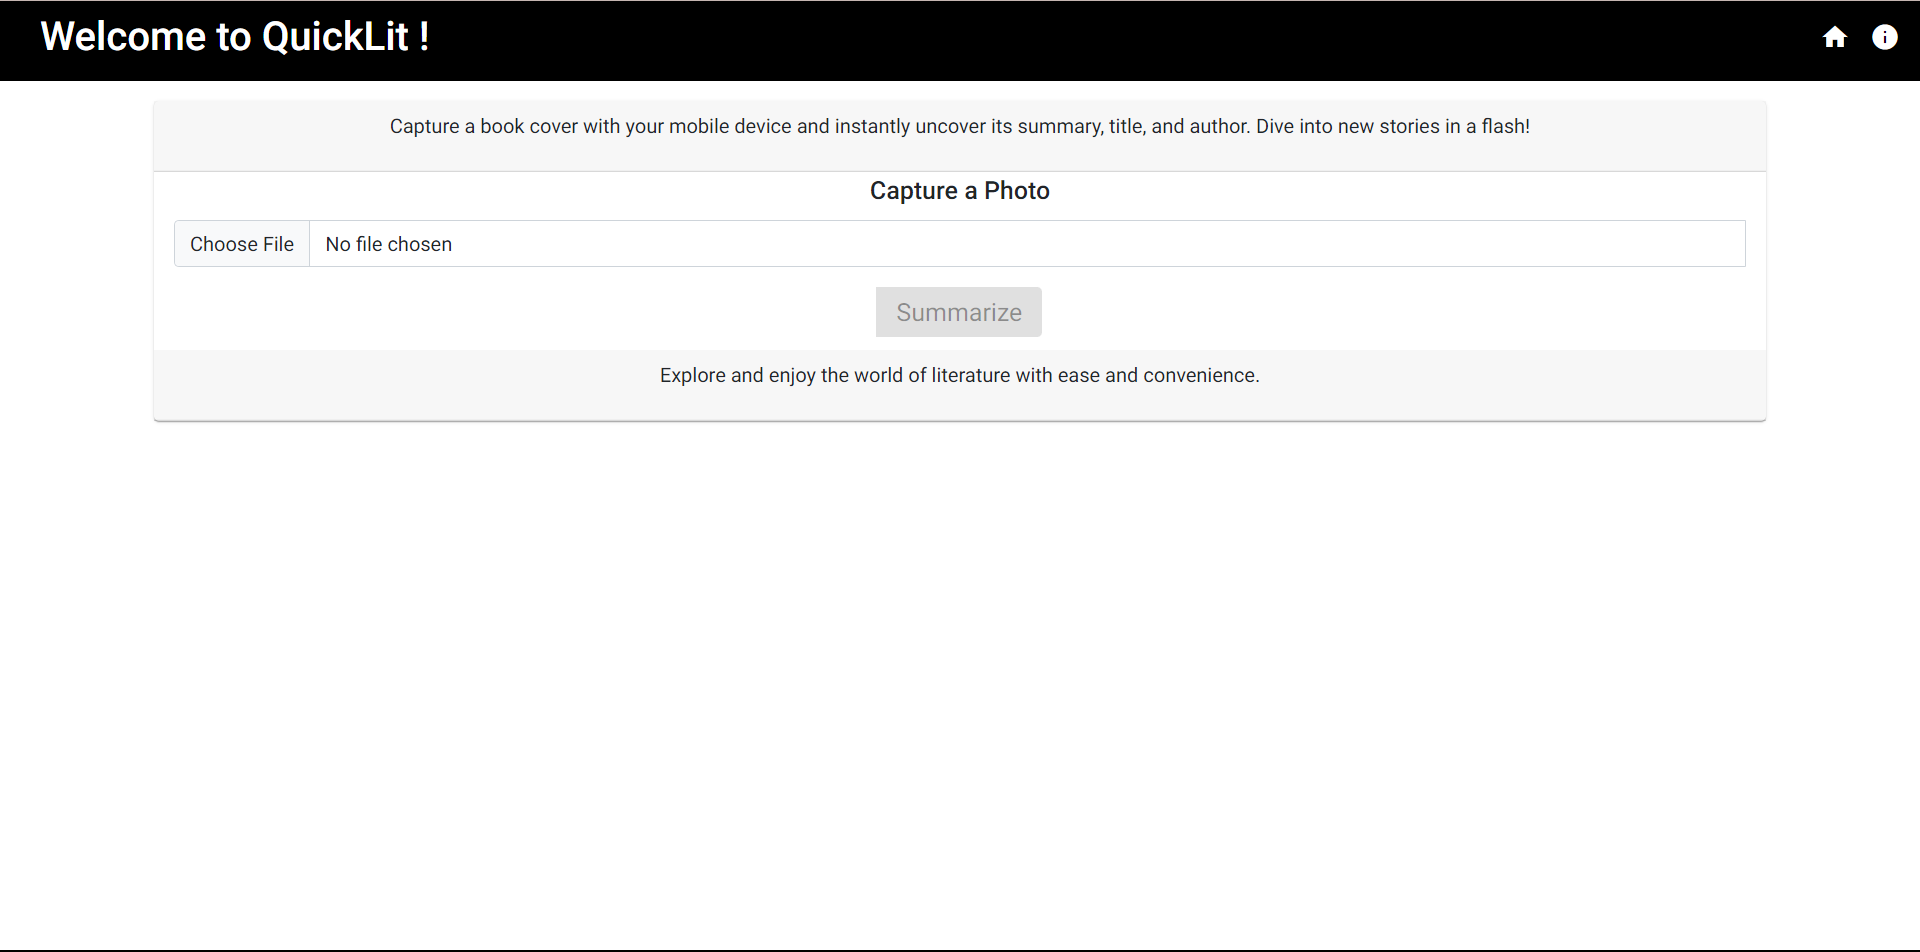 Welcome to QuickLit !
Capture a book cover with your mobile device and instantly uncover its summary, title, and author. Dive into new stories in a flash!
Capture a Photo
Choose File No file chosen
Summarize
Explore and enjoy the world of literature with ease and convenience.